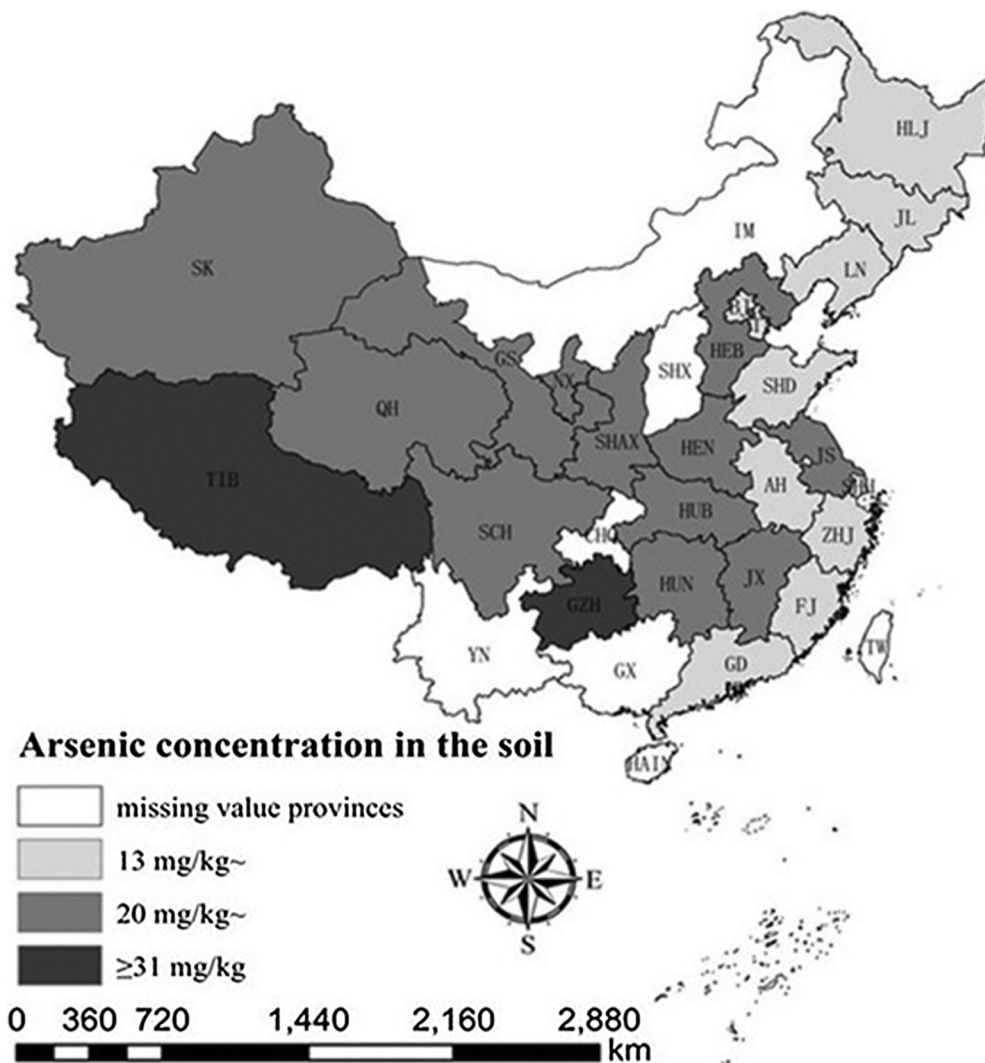 HLJ
JL
IM
LN
SK
BJ
GS
NX
HEB
SHX
SHD
QH
SHAX
HEN
JS
TIB
AH
SCH
HUB
CHQ
ZHJ
GZH
HUN
JX
FJ
YN
GX
GD
TW
HAIN
Arsenic concentration in the soil
missing value provinces
13 mg/kg~
20 mg/kg~
≥31 mg/kg
N
W E
S
0 360 720 1,440 2,160 2,880
km